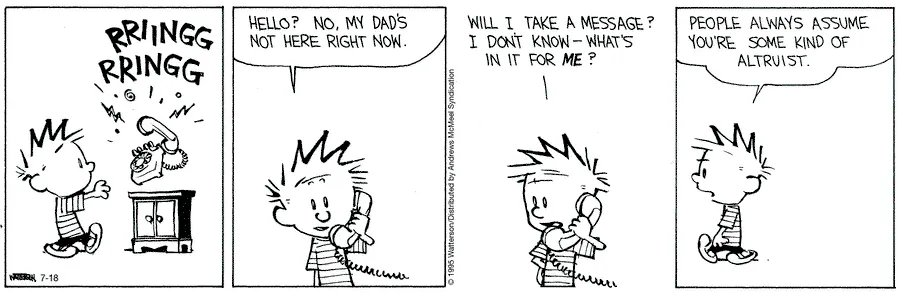 RRIINGG
RRINGG
HELLO? NO, MY DAD'S
NOT HERE RIGHT NOW.
WILL I TAKE A MESSAGE?
I DON'T KNOW — WHAT'S
IN IT FOR ME?
PEOPLE ALWAYS ASSUME
YOU'RE SOME KIND OF
ALTRUIST.
WATTERSON 7-18
© 1995 Watterson/Distributed by Andrews McMeel Syndication